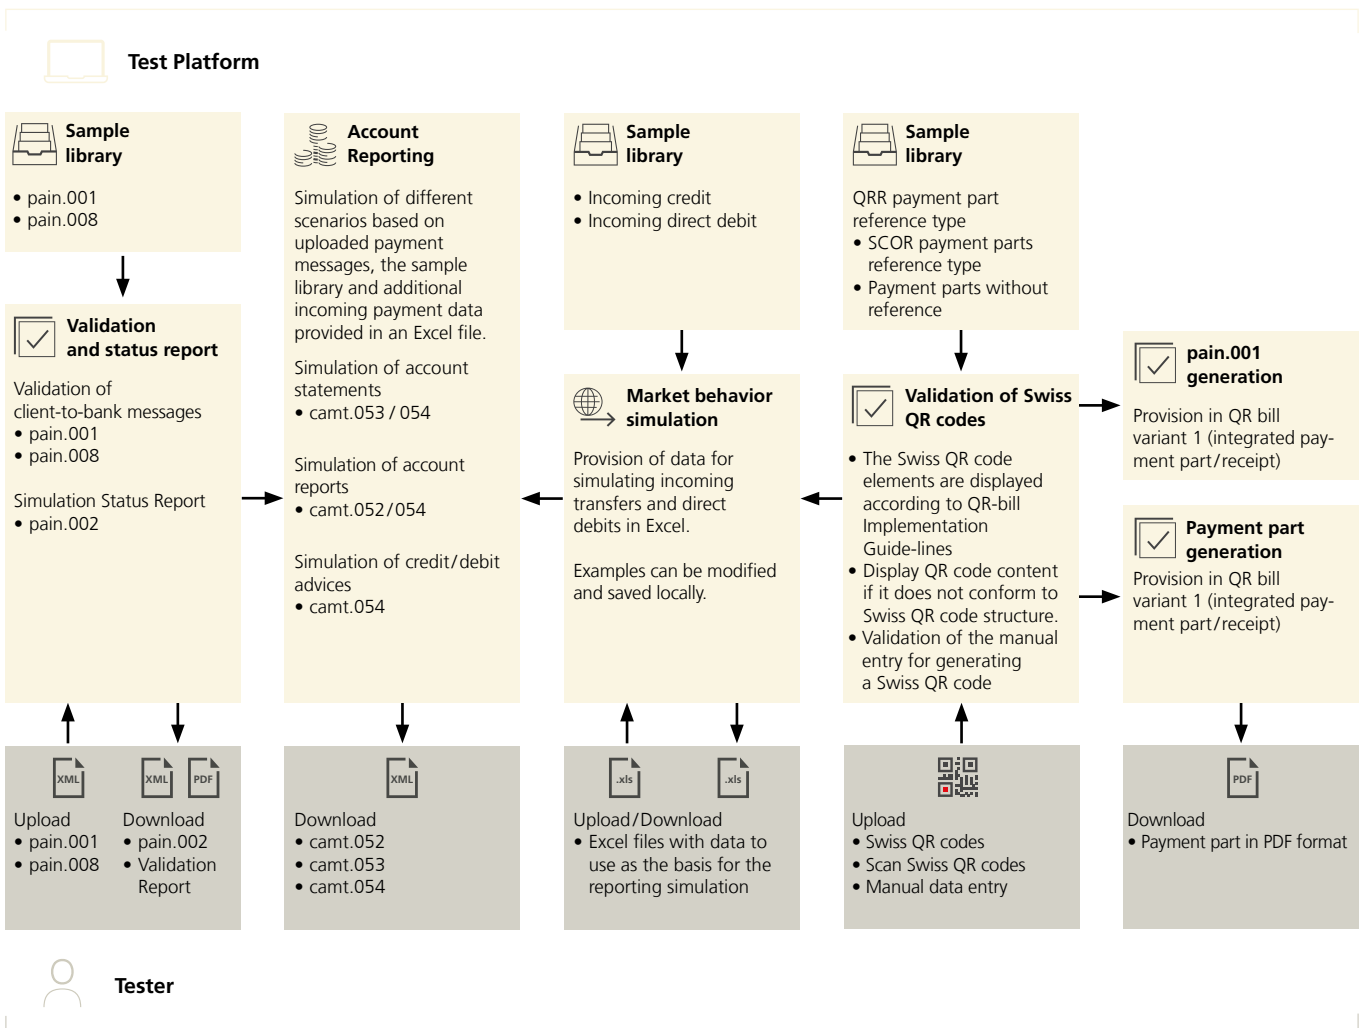 Test Platform
Sample
library
• pain.001
• pain.008
Validation
and status report
Validation of
client-to-bank messages
• pain.001
• pain.008
Simulation Status Report
• pain.002
XML
XML
PDF
Upload
• pain.001
• pain.008
Download
• pain.002
• Validation
Report
Account
Reporting
Simulation of different
scenarios based on
uploaded payment
messages, the sample
library and additional
incoming payment data
provided in an Excel file.
Simulation of account
statements
• camt.053 / 054
Simulation of account
reports
• camt.052/054
Simulation of credit/debit
advices
• camt.054
XML
Download
• camt.052
• camt.053
• camt.054
Sample
library
• Incoming credit
• Incoming direct debit
Market behavior
simulation
Provision of data for
simulating incoming
transfers and direct
debits in Excel.
Examples can be modified
and saved locally.
.xls
.xls
Upload/Download
• Excel files with data to
use as the basis for the
reporting simulation
Sample
library
QRR payment part
reference type
• SCOR payment parts
reference type
• Payment parts without
reference
Validation of Swiss
QR codes
• The Swiss QR code
elements are displayed
according to QR-bill
Implementation
Guide-lines
• Display QR code content
if it does not conform to
Swiss QR code structure.
• Validation of the manual
entry for generating
a Swiss QR code
Upload
• Swiss QR codes
• Scan Swiss QR codes
• Manual data entry
pain.001
generation
Provision in QR bill
variant 1 (integrated pay-
ment part/receipt)
Payment part
generation
Provision in QR bill
variant 1 (integrated pay-
ment part/receipt)
PDF
Download
• Payment part in PDF format
Tester